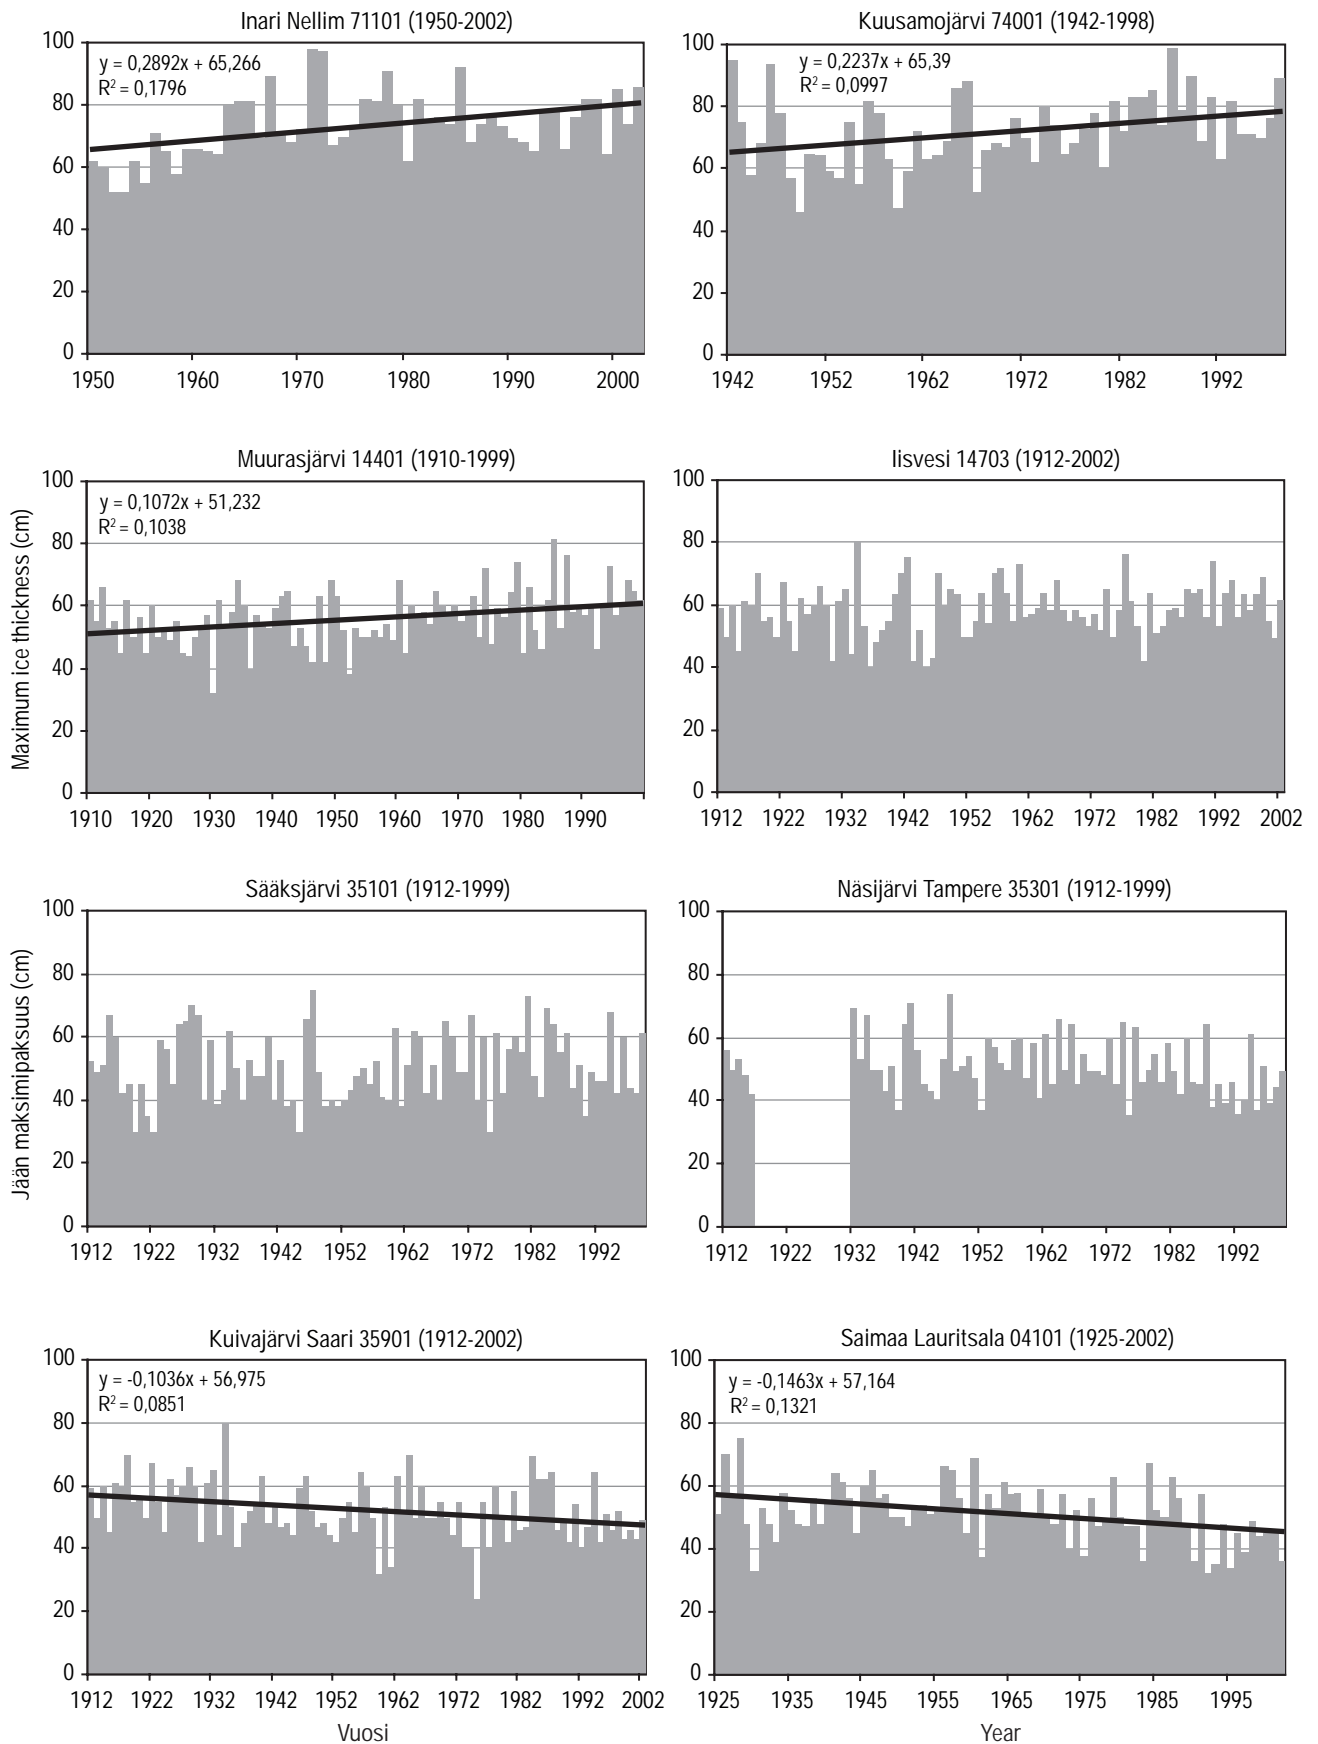 Inari Nellim 71101 (1950-2002)
y = 0,2892x + 65,266
R² = 0,1796
100
80
60
40
20
0
1950 1960 1970 1980 1990 2000
Kuusamojärvi 74001 (1942-1998)
y = 0,2237x + 65,39
R² = 0,0997
100
80
60
40
20
0
1942 1952 1962 1972 1982 1992
Maximum ice thickness (cm)
Muurasjärvi 14401 (1910-1999)
y = 0,1072x + 51,232
R² = 0,1038
100
80
60
40
20
0
1910 1920 1930 1940 1950 1960 1970 1980 1990
Iisvesi 14703 (1912-2002)
100
80
60
40
20
0
1912 1922 1932 1942 1952 1962 1972 1982 1992 2002
Jään maksimipaksuus (cm)
Sääksjärvi 35101 (1912-1999)
100
80
60
40
20
0
1912 1922 1932 1942 1952 1962 1972 1982 1992
Näsijärvi Tampere 35301 (1912-1999)
100
80
60
40
20
0
1912 1922 1932 1942 1952 1962 1972 1982 1992
Kuivajärvi Saari 35901 (1912-2002)
y = -0,1036x + 56,975
R² = 0,0851
100
80
60
40
20
0
1912 1922 1932 1942 1952 1962 1972 1982 1992 2002
Vuosi
Saimaa Lauritsala 04101 (1925-2002)
y = -0,1463x + 57,164
R² = 0,1321
100
80
60
40
20
0
1925 1935 1945 1955 1965 1975 1985 1995
Year